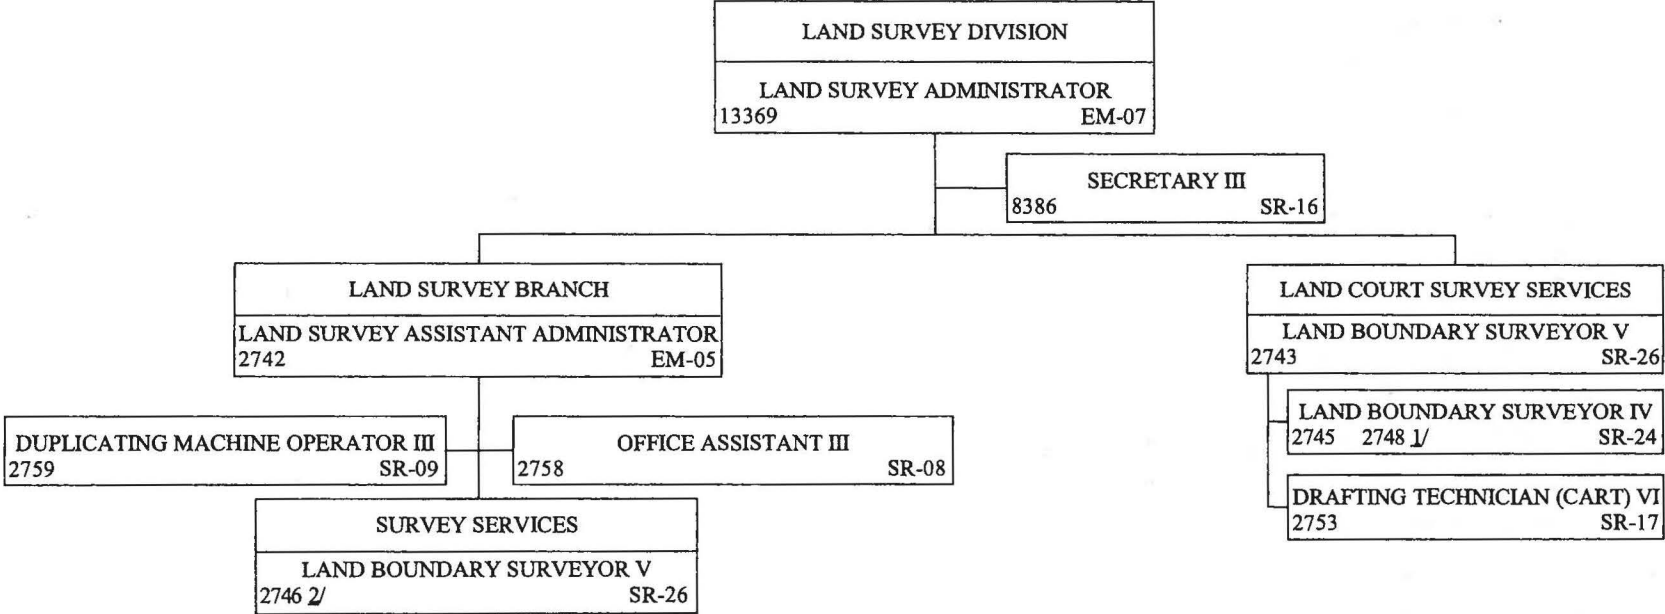 LAND SURVEY DIVISION
LAND SURVEY ADMINISTRATOR
13369 EM-07
SECRETARY III
8386 SR-16
LAND SURVEY BRANCH
LAND SURVEY ASSISTANT ADMINISTRATOR
2742 EM-05
LAND COURT SURVEY SERVICES
LAND BOUNDARY SURVEYOR V
2743 SR-26
DUPLICATING MACHINE OPERATOR III
2759 SR-09
OFFICE ASSISTANT III
2758 SR-08
LAND BOUNDARY SURVEYOR IV
2745 2748 1/ SR-24
DRAFTING TECHNICIAN (CART) VI
2753 SR-17
SURVEY SERVICES
LAND BOUNDARY SURVEYOR V
2746 2/ SR-26